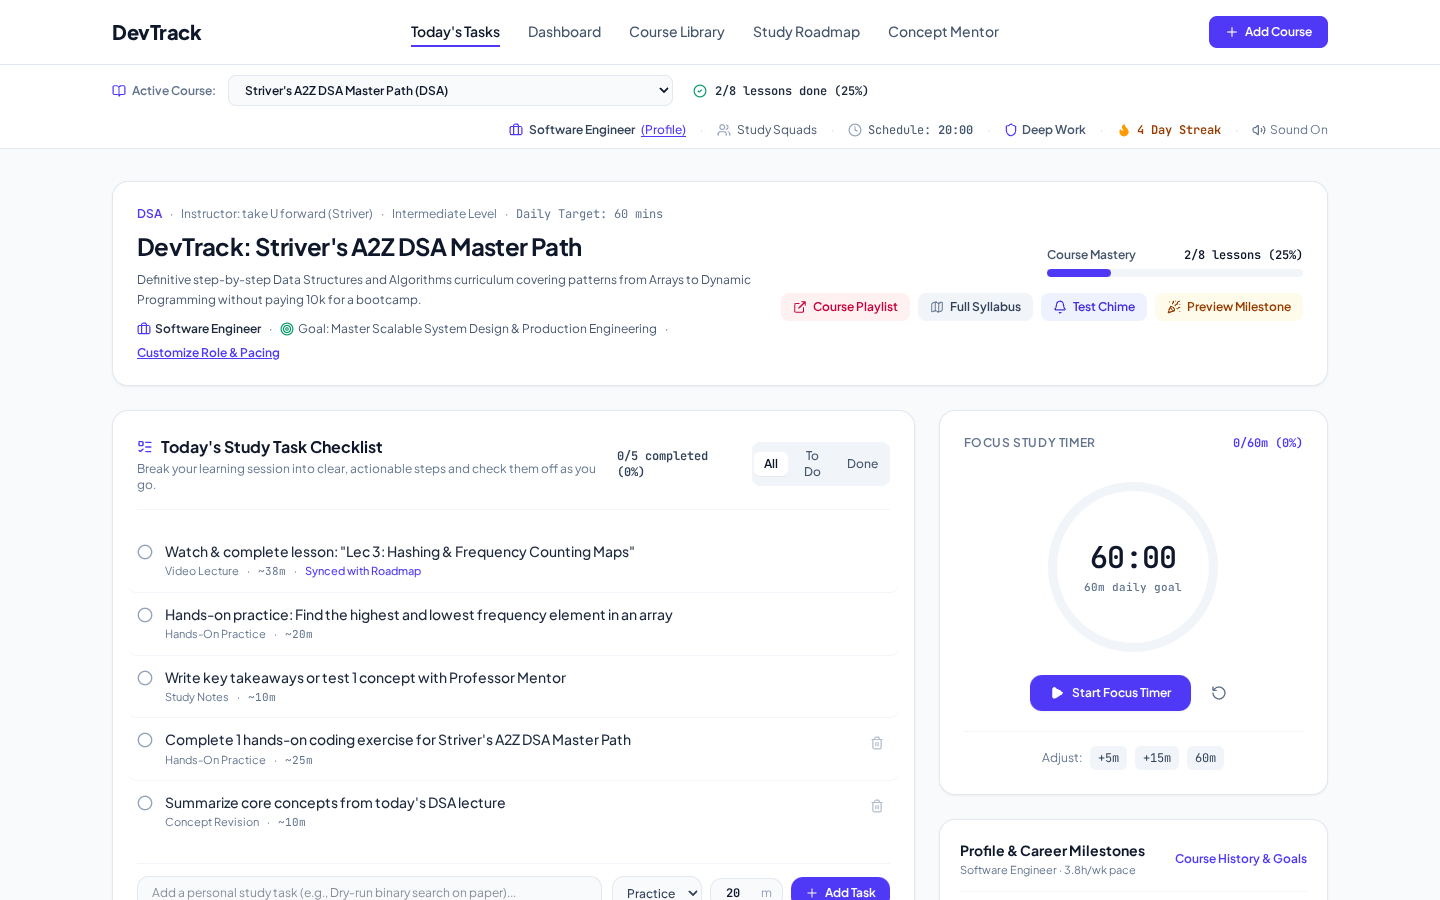 DevTrack
Today's Tasks
Dashboard
Course Library
Study Roadmap
Concept Mentor
+ Add Course
Active Course:
Striver's A2Z DSA Master Path (DSA)
2/8 lessons done (25%)
Software Engineer (Profile) · Study Squads · Schedule: 20:00 · Deep Work · 4 Day Streak · Sound On
DSA · Instructor: take U forward (Striver) · Intermediate Level · Daily Target: 60 mins
DevTrack: Striver's A2Z DSA Master Path
Definitive step-by-step Data Structures and Algorithms curriculum covering patterns from Arrays to Dynamic
Programming without paying 10k for a bootcamp.
Software Engineer · Goal: Master Scalable System Design & Production Engineering ·
Customize Role & Pacing
Course Mastery 2/8 lessons (25%)
Course Playlist
Full Syllabus
Test Chime
Preview Milestone
Today's Study Task Checklist
Break your learning session into clear, actionable steps and check them off as you
go.
0/5 completed
(0%)
All
To
Do
Done
Watch & complete lesson: "Lec 3: Hashing & Frequency Counting Maps"
Video Lecture · ~38m · Synced with Roadmap
Hands-on practice: Find the highest and lowest frequency element in an array
Hands-On Practice · ~20m
Write key takeaways or test 1 concept with Professor Mentor
Study Notes · ~10m
Complete 1 hands-on coding exercise for Striver's A2Z DSA Master Path
Hands-On Practice · ~25m
Summarize core concepts from today's DSA lecture
Concept Revision · ~10m
Add a personal study task (e.g., Dry-run binary search on paper)...
Practice
20 m
+ Add Task
FOCUS STUDY TIMER
0/60m (0%)
60:00
60m daily goal
Start Focus Timer
Adjust: +5m +15m 60m
Profile & Career Milestones
Software Engineer · 3.8h/wk pace
Course History & Goals